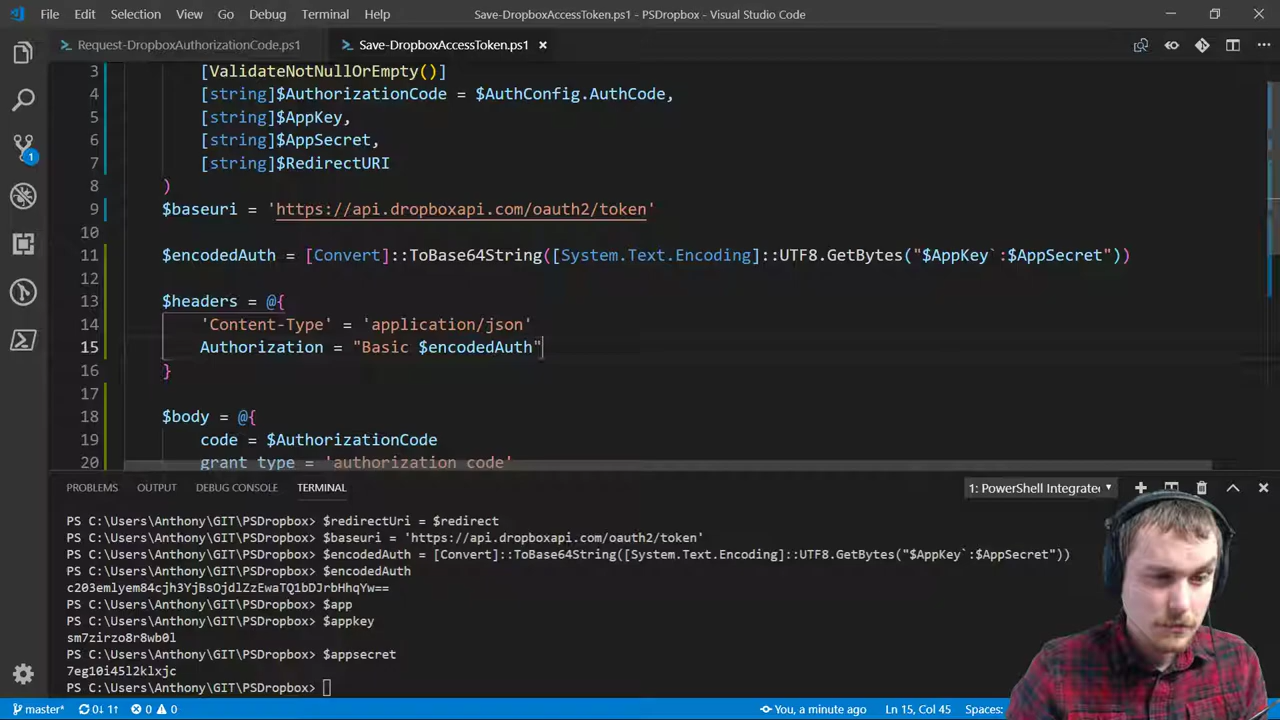 File Edit Selection View Go Debug Terminal Help Save-DropboxAccessToken.ps1 - PSDropbox - Visual Studio Code
Request-DropboxAuthorizationCode.ps1 Save-DropboxAccessToken.ps1
3 [ValidateNotNullOrEmpty()]
4 [string]$AuthorizationCode = $AuthConfig.AuthCode,
5 [string]$AppKey,
6 [string]$AppSecret,
7 [string]$RedirectURI
8 )
9 $baseuri = 'https://api.dropboxapi.com/oauth2/token'
10
11 $encodedAuth = [Convert]::ToBase64String([System.Text.Encoding]::UTF8.GetBytes("$AppKey`:$AppSecret"))
12
13 $headers = @{
14 'Content-Type' = 'application/json'
15 Authorization = "Basic $encodedAuth"
16 }
17
18 $body = @{
19 code = $AuthorizationCode
20 grant_type = 'authorization_code'
PROBLEMS OUTPUT DEBUG CONSOLE TERMINAL 1: PowerShell Integrate
PS C:\Users\Anthony\GIT\PSDropbox> $redirectUri = $redirect
PS C:\Users\Anthony\GIT\PSDropbox> $baseuri = 'https://api.dropboxapi.com/oauth2/token'
PS C:\Users\Anthony\GIT\PSDropbox> $encodedAuth = [Convert]::ToBase64String([System.Text.Encoding]::UTF8.GetBytes("$AppKey`:$AppSecret"))
PS C:\Users\Anthony\GIT\PSDropbox> $encodedAuth
c203emlyem84cjh3YjBsOjdlZzEwaTQ1bDJrbHhqYw==
PS C:\Users\Anthony\GIT\PSDropbox> $app
PS C:\Users\Anthony\GIT\PSDropbox> $appkey
sm7zirzo8r8wb0l
PS C:\Users\Anthony\GIT\PSDropbox> $appsecret
7eg10i45l2klxjc
PS C:\Users\Anthony\GIT\PSDropbox>
master* 0↓ 1↑ 0 0 You, a minute ago Ln 15, Col 45 Spaces: